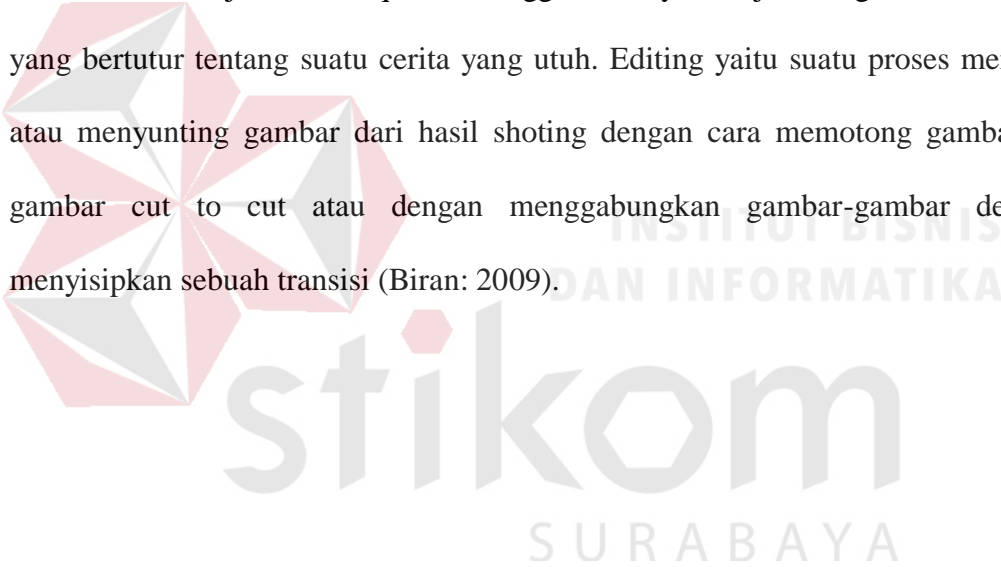 yang bertutur tentang suatu cerita yang utuh. Editing yaitu suatu proses
atau menyunting gambar dari hasil shoting dengan cara memotong
gambar cut to cut atau dengan menggabungkan gambar-gambar
menyisipkan sebuah transisi (Biran: 2009).
INSTITUT BISNIS
DAN INFORMATIKA
stikom
SURABAYA